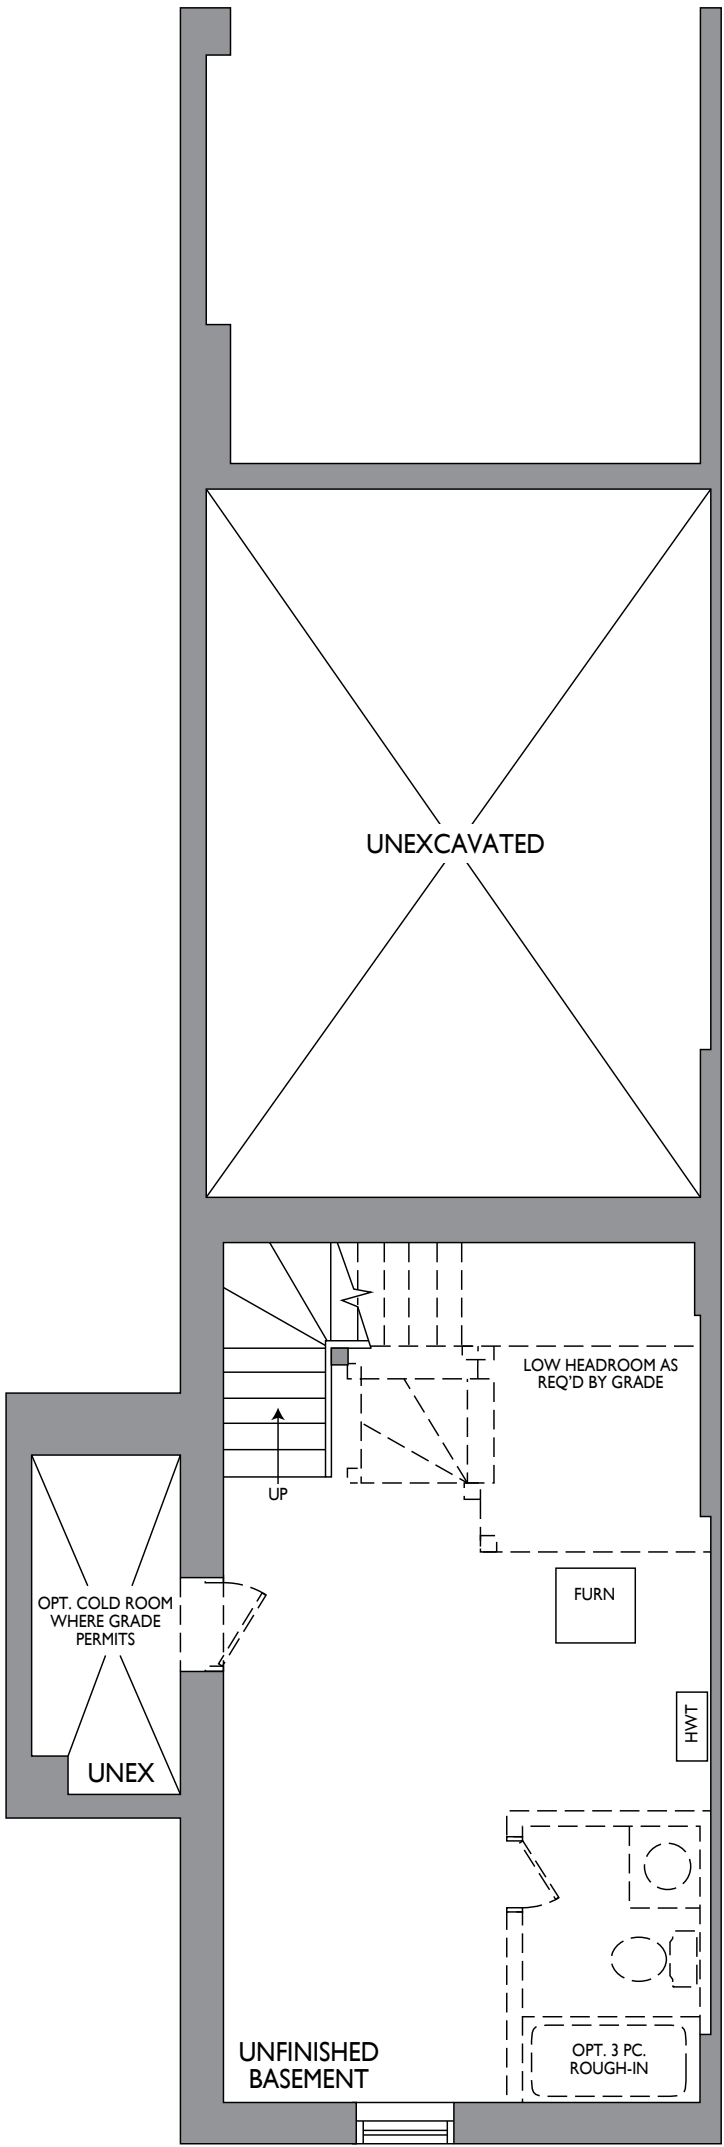 UNEXCAVATED
LOW HEADROOM AS
REQ'D BY GRADE
UP
OPT. COLD ROOM
WHERE GRADE
PERMITS
FURN
HWT
UNEX
UNFINISHED
BASEMENT
OPT. 3 PC.
ROUGH-IN